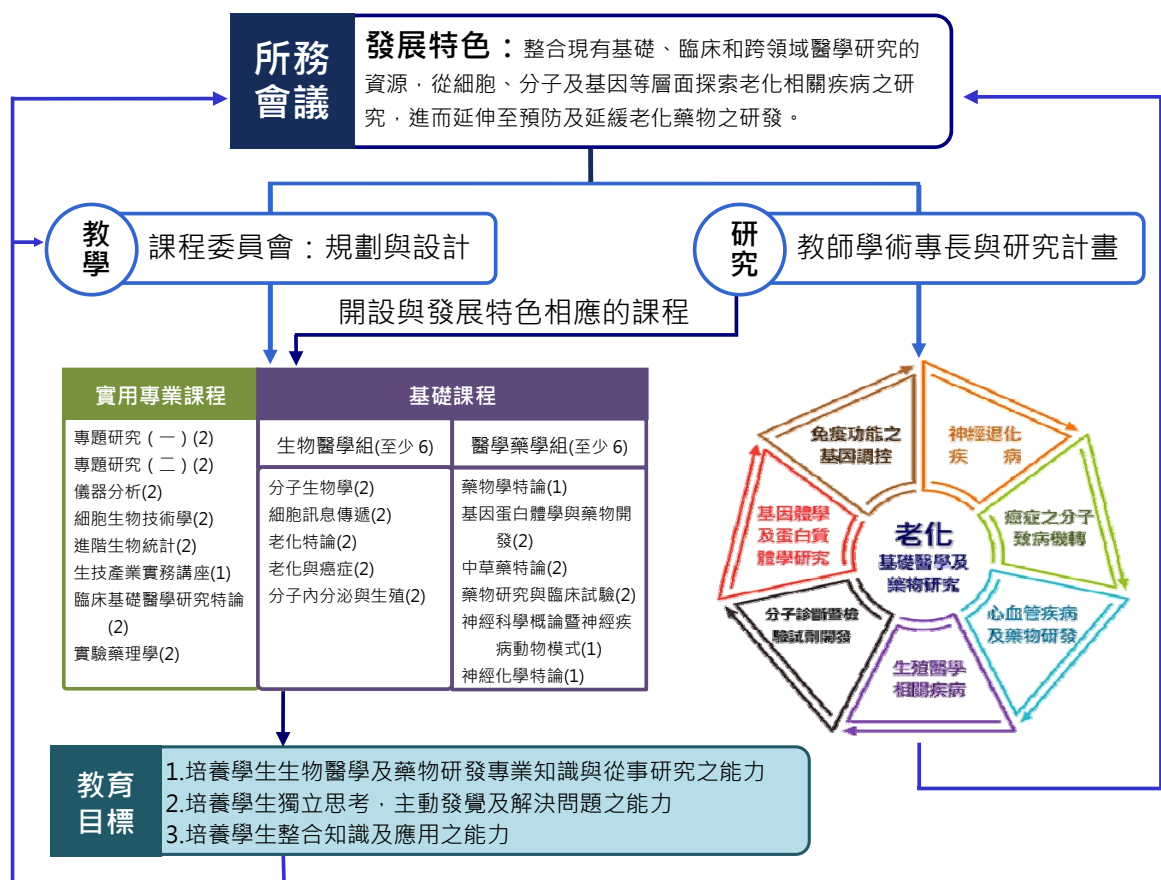 所務
會議
發展特色：整合現有基礎、臨床和跨領域醫學研究的
資源，從細胞、分子及基因等層面探索老化相關疾病之研
究，進而延伸至預防及延緩老化藥物之研發。
教
學
課程委員會：規劃與設計
研
究
教師學術專長與研究計畫
開設與發展特色相應的課程
實用專業課程
專題研究（一）(2)
專題研究（二）(2)
儀器分析(2)
細胞生物技術學(2)
進階生物統計(2)
生技產業實務講座(1)
臨床基礎醫學研究特論
(2)
實驗藥理學(2)
基礎課程
生物醫學組(至少 6)
分子生物學(2)
細胞訊息傳遞(2)
老化特論(2)
老化與癌症(2)
分子內分泌與生殖(2)
醫學藥學組(至少 6)
藥物學特論(1)
基因蛋白體學與藥物開
發(2)
中草藥特論(2)
藥物研究與臨床試驗(2)
神經科學概論暨神經疾
病動物模式(1)
神經化學特論(1)
免疫功能之
基因調控
神經退化
疾 病
癌症之分子
致病機轉
心血管疾病
及藥物研發
生殖醫學
相關疾病
分子診斷暨檢
驗試劑開發
基因體學
及蛋白質
體學研究
老化
基礎醫學及
藥物研究
教育
目標
1.培養學生生物醫學及藥物研發專業知識與從事研究之能力
2.培養學生獨立思考，主動發覺及解決問題之能力
3.培養學生整合知識及應用之能力